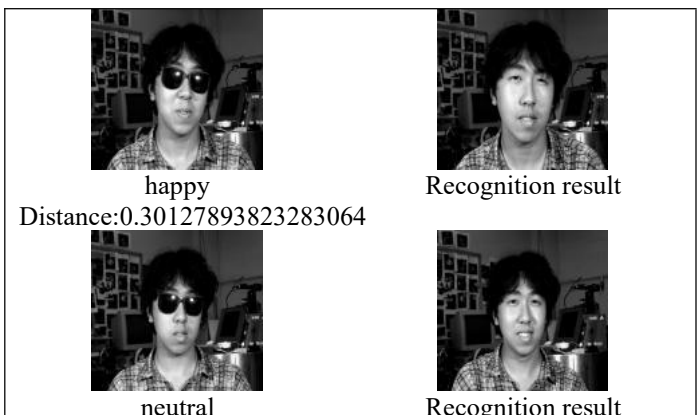 happy
Recognition result
Distance:0.30127893823283064
neutral
Recognition result